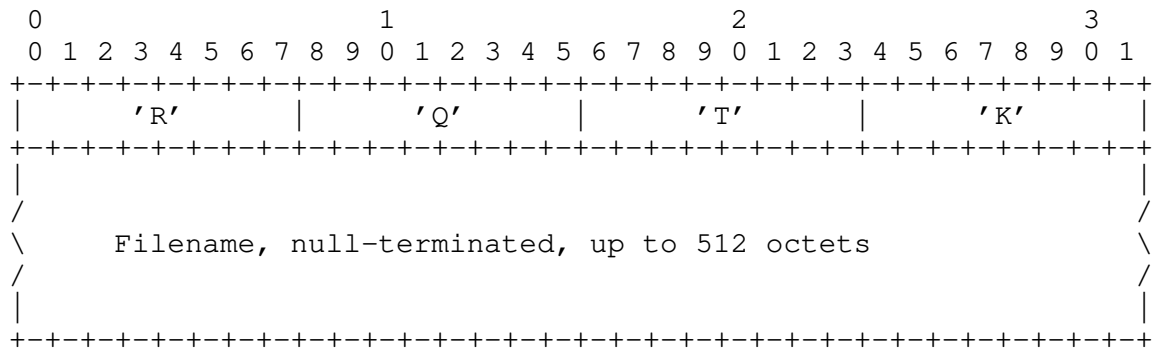 0                   1                   2                   3
 0 1 2 3 4 5 6 7 8 9 0 1 2 3 4 5 6 7 8 9 0 1 2 3 4 5 6 7 8 9 0 1
+-+-+-+-+-+-+-+-+-+-+-+-+-+-+-+-+-+-+-+-+-+-+-+-+-+-+-+-+-+-+-+-+
|      'R'      |      'Q'      |      'T'      |      'K'      |
+-+-+-+-+-+-+-+-+-+-+-+-+-+-+-+-+-+-+-+-+-+-+-+-+-+-+-+-+-+-+-+-+
|                                                               |
/                                                               /
\     Filename, null-terminated, up to 512 octets               \
/                                                               /
|                                                               |
+-+-+-+-+-+-+-+-+-+-+-+-+-+-+-+-+-+-+-+-+-+-+-+-+-+-+-+-+-+-+-+-+